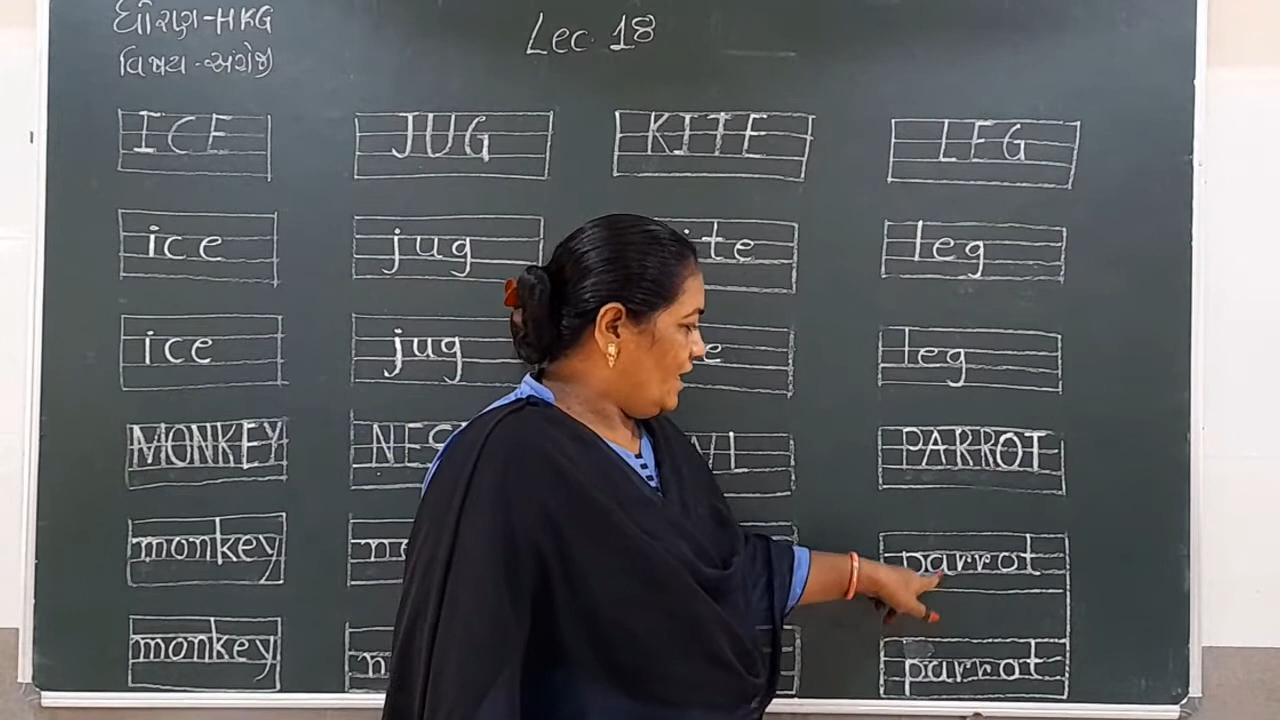 ધોરણ-HKG
વિષય -અંગ્રેજી
Lec. 18
ICE JUG KITE LEG
ice jug leg
ice jug leg
MONKEY PARROT
monkey parrot
monkey parrot